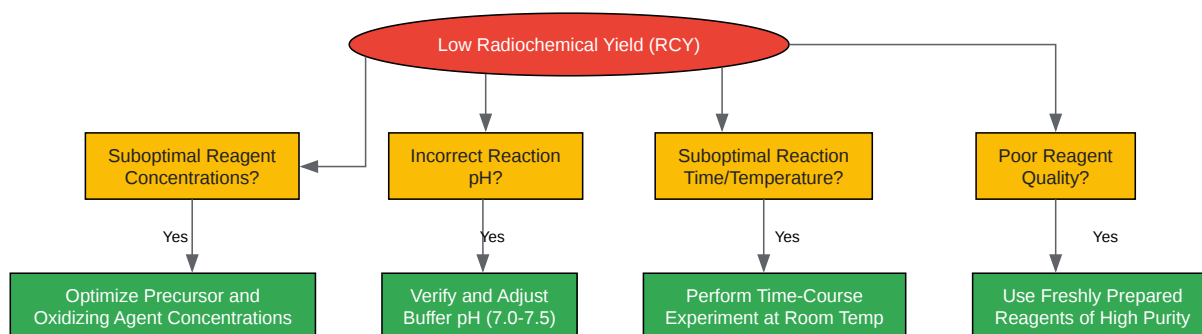 Low Radiochemical Yield (RCY)
Suboptimal Reagent
Concentrations?
Incorrect Reaction
pH?
Suboptimal Reaction
Time/Temperature?
Poor Reagent
Quality?
Yes
Yes
Yes
Yes
Optimize Precursor and
Oxidizing Agent Concentrations
Verify and Adjust
Buffer pH (7.0-7.5)
Perform Time-Course
Experiment at Room Temp
Use Freshly Prepared
Reagents of High Purity